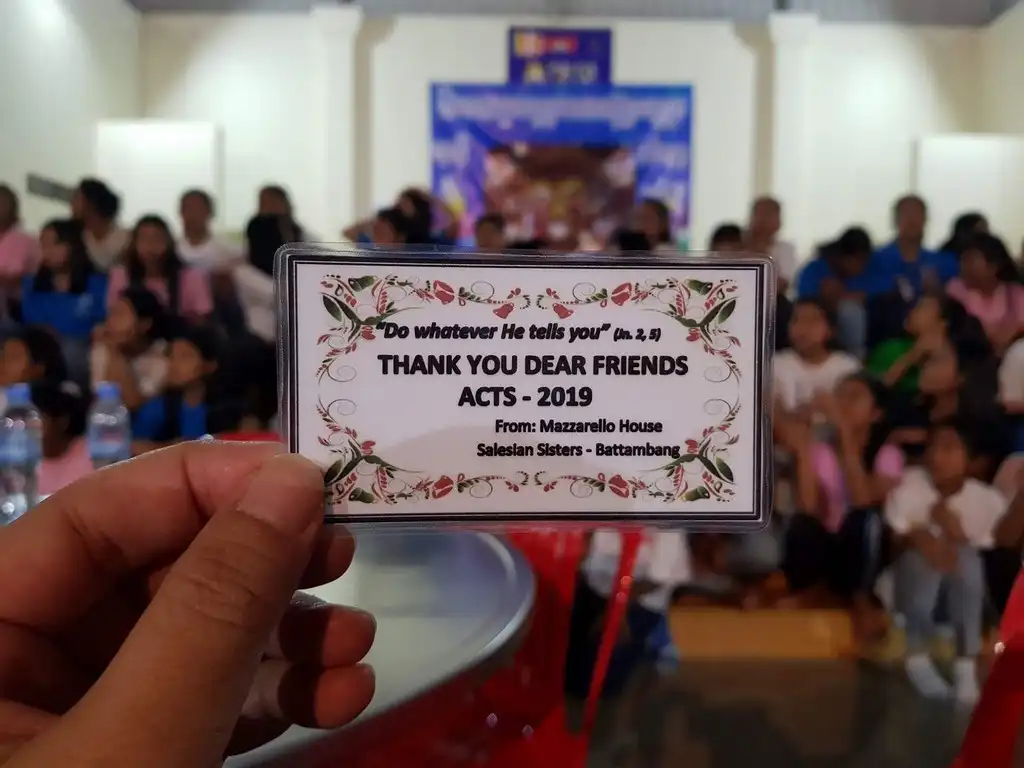 “Do whatever He tells you” (Jn. 2, 5)
THANK YOU DEAR FRIENDS
ACTS - 2019
From: Mazzarello House
Salesian Sisters - Battambang